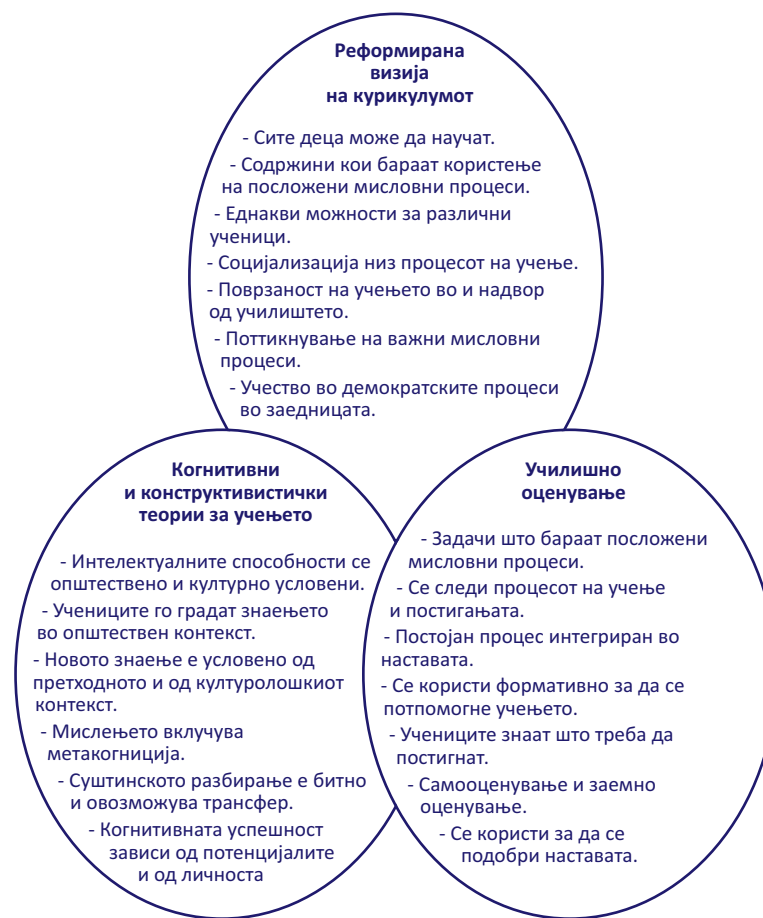 Реформирана
визија
на курикулумот
- Сите деца може да научат.
- Содржини кои бараат користење
на посложени мисловни процеси.
- Еднакви можности за различни
ученици.
- Социјализација низ процесот на учење.
- Поврзаност на учењето во и надвор
од училиштето.
- Поттикнување на важни мисловни
процеси.
- Учество во демократските процеси
во заедницата.
Когнитивни
и конструктивистички
теории за учењето
- Интелектуалните способности се
општествено и културно условени.
- Учениците го градат знаењето
во општествен контекст.
- Новото знаење е условено од
претходното и од културолошкиот
контекст.
- Мислењето вклучува
метакогниција.
- Суштинското разбирање е битно
и овозможува трансфер.
- Когнитивната успешност
зависи од потенцијалите
и од личноста
Училишно
оценување
- Задачи што бараат посложени
мисловни процеси.
- Се следи процесот на учење
и постигањата.
- Постојан процес интегриран во
наставата.
- Се користи формативно за да се
потпомогне учењето.
- Учениците знаат што треба да
постигнат.
- Самооценување и заемно
оценување.
- Се користи за да се
подобри наставата.